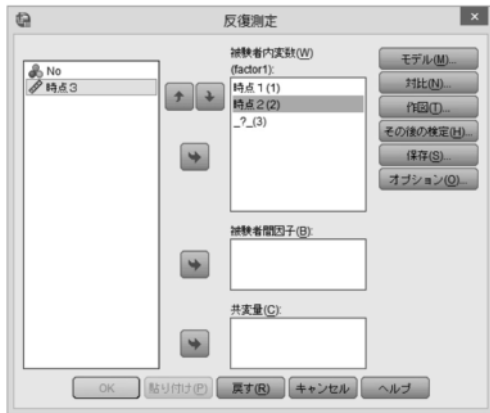 反復測定
×
No
時点3
被験者内変数(W)
(factor1):
時点1(1)
時点2(2)
_?_(3)
被験者間因子(B):
共変量(C):
モデル(M)...
対比(N)...
作図(T)...
その後の検定(H)...
保存(S)...
オプション(O)...
OK
貼り付け(P)
戻す(R)
キャンセル
ヘルプ